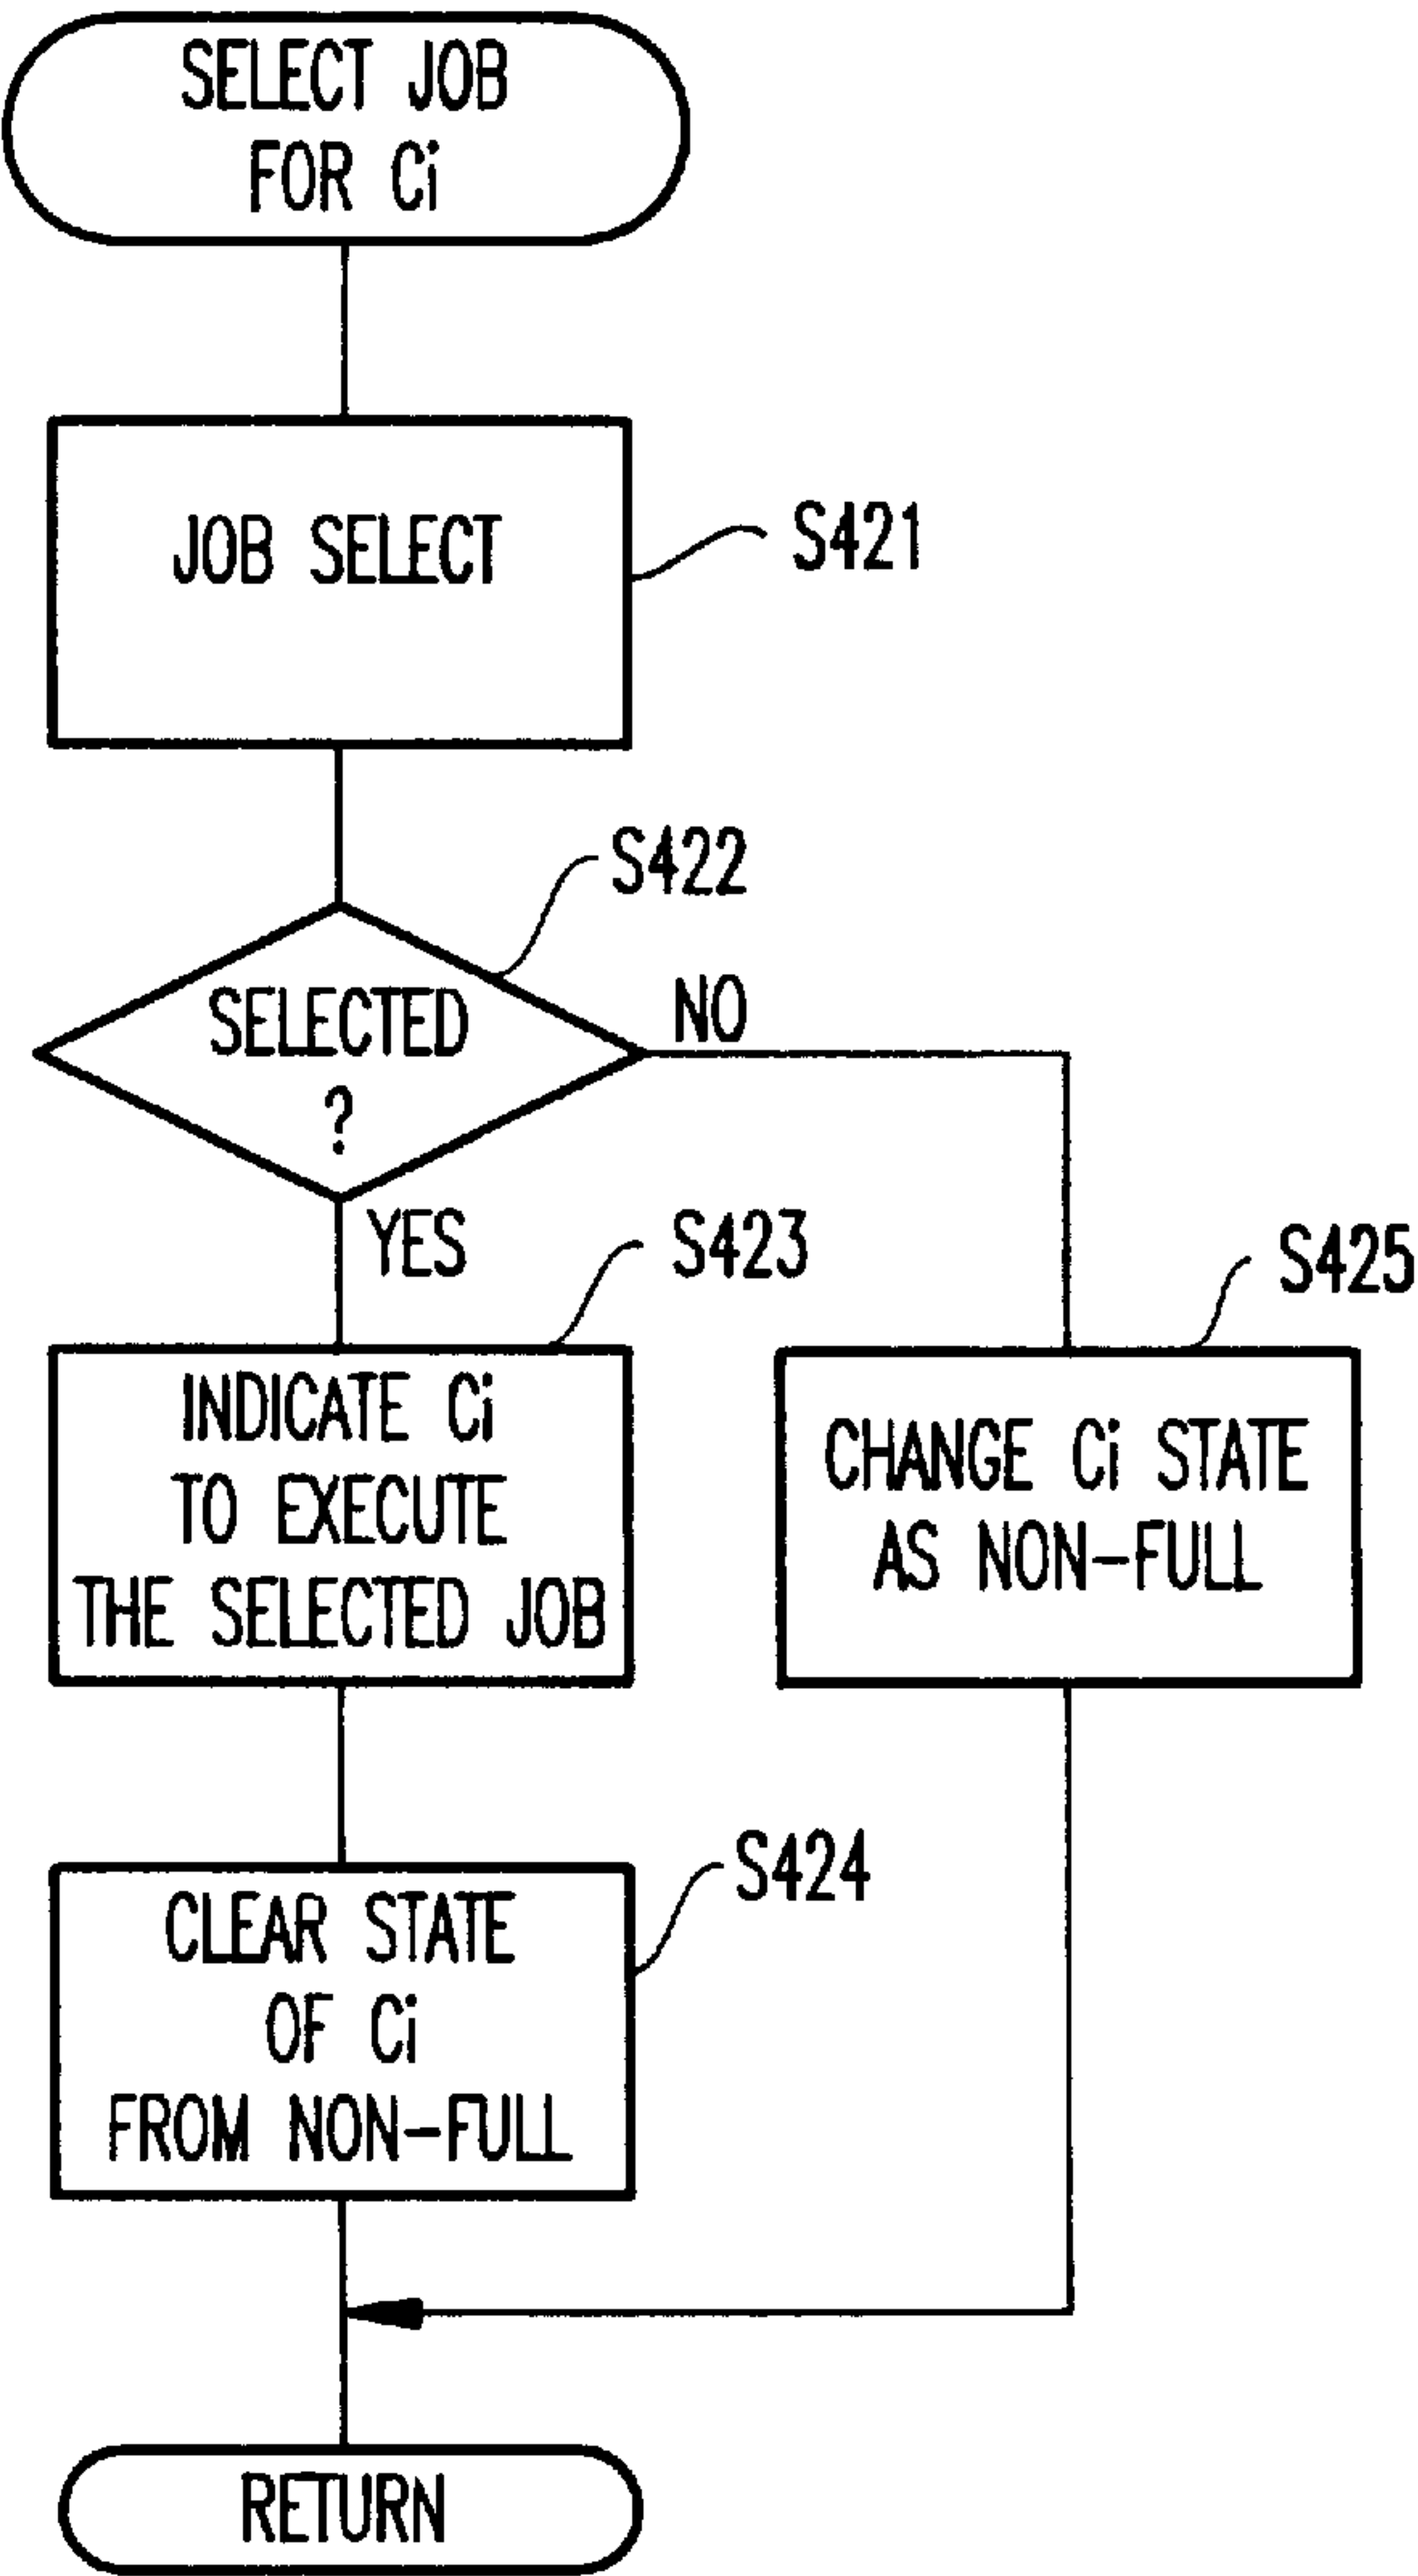 SELECT JOB
FOR Ci
JOB SELECT
S421
S422
SELECTED
?
NO
YES
S423
S425
INDICATE Ci
TO EXECUTE
THE SELECTED JOB
CHANGE Ci STATE
AS NON-FULL
S424
CLEAR STATE
OF Ci
FROM NON-FULL
RETURN